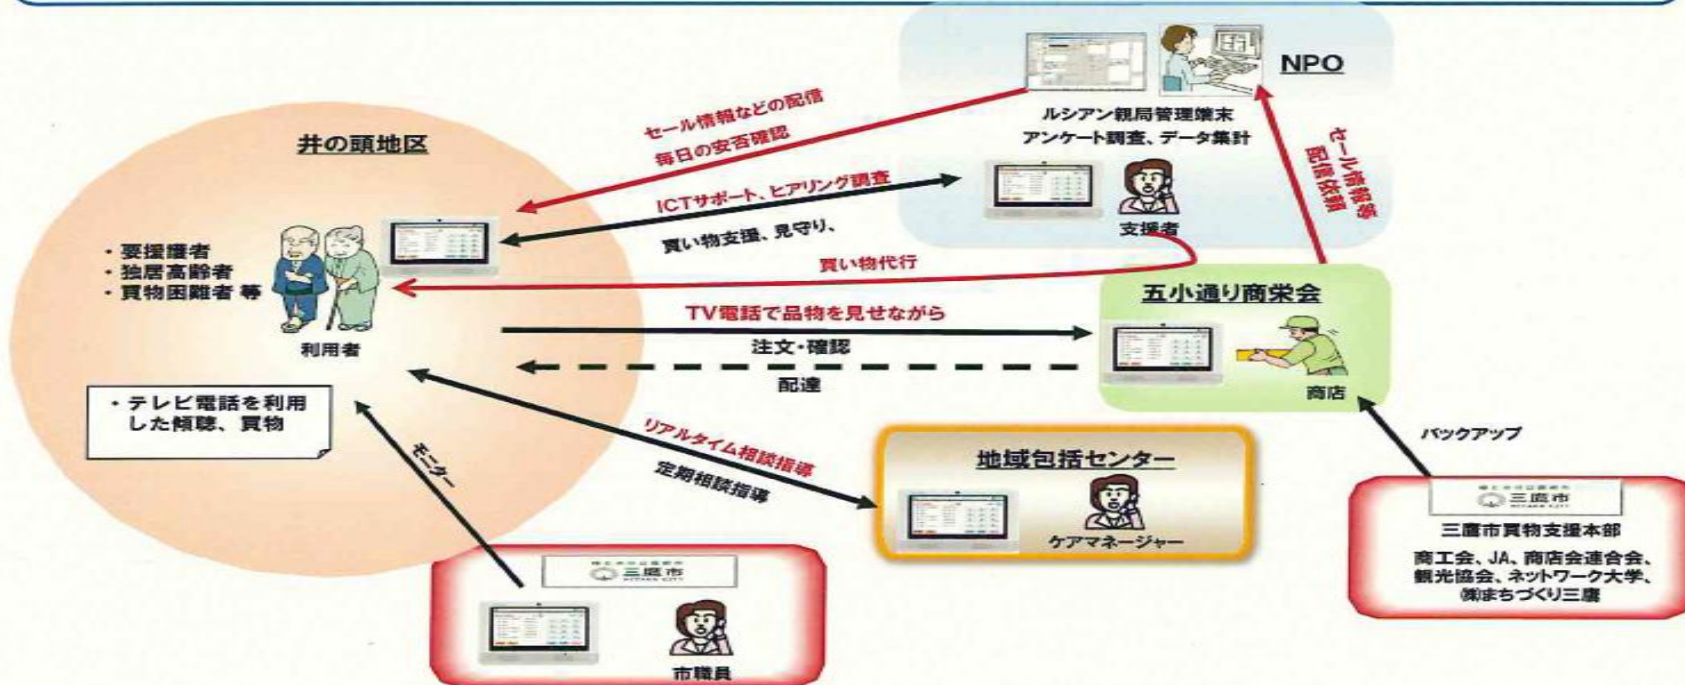 NPO
ルシアン親局管理端末
アンケート調査、データ集計
支援者
セール情報等
配信依頼
セール情報などの配信
毎日の安否確認
ICTサポート、ヒアリング調査
買い物支援、見守り、
買い物代行
井の頭地区
・要援護者
・独居高齢者
・買物困難者 等
利用者
・テレビ電話を利用
した傾聴、買物
TV電話で品物を見せながら
注文・確認
配達
五小通り商栄会
商店
バックアップ
リアルタイム相談指導
定期相談指導
モニター
地域包括センター
ケアマネージャー
三鷹市
MITAKA CITY
市職員
三鷹市
MITAKA CITY
三鷹市買物支援本部
商工会、JA、商店会連合会、
観光協会、ネットワーク大学、
㈱まちづくり三鷹